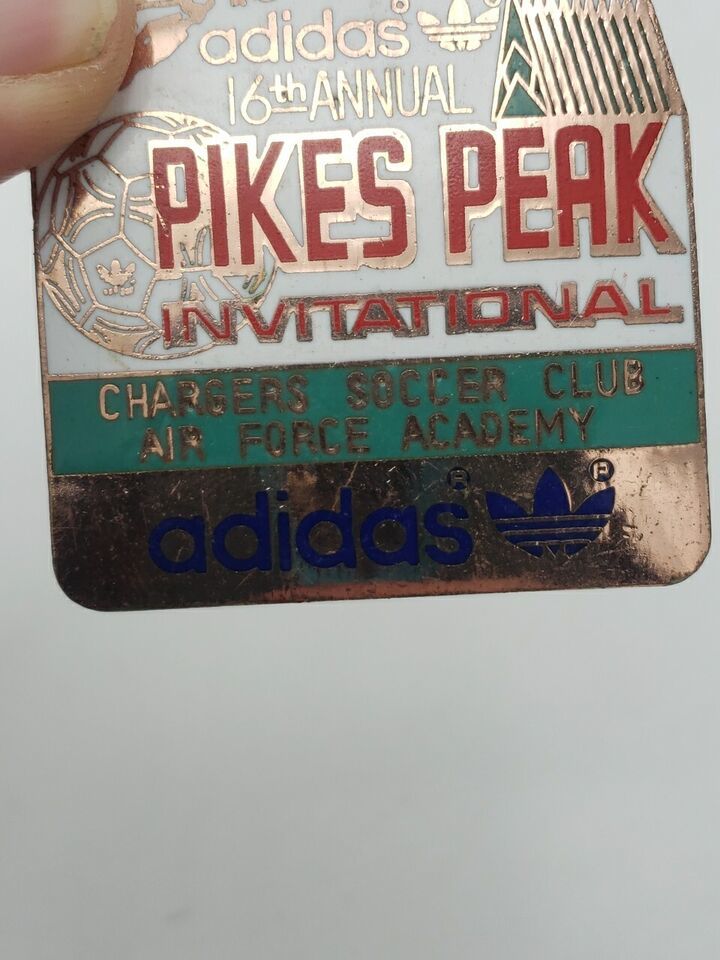 adidas®
16th ANNUAL
PIKES PEAK
INVITATIONAL
CHARGERS SOCCER CLUB
AIR FORCE ACADEMY
adidas® ®